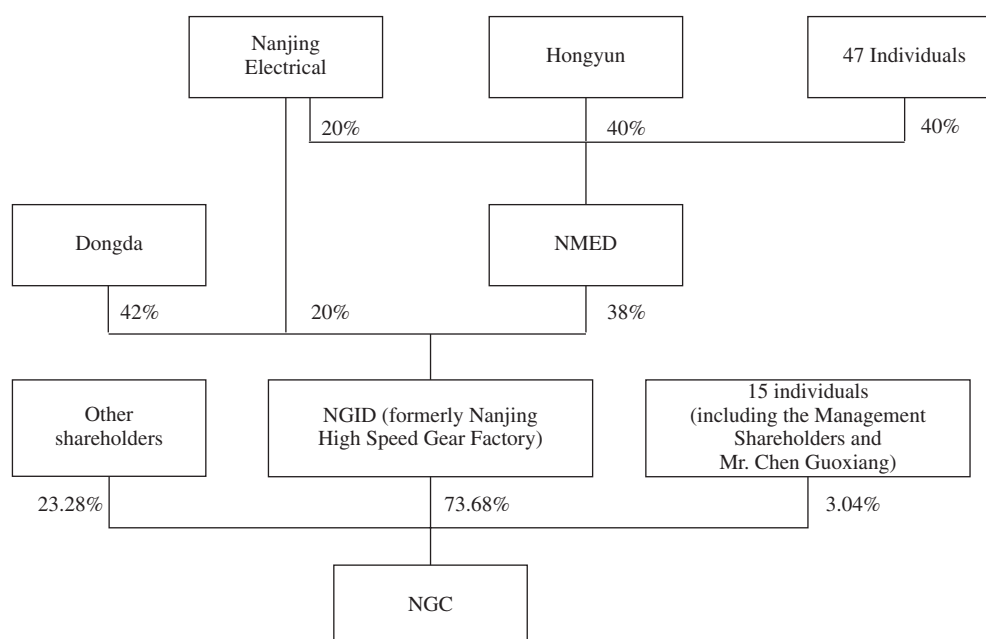 Nanjing
Electrical
Hongyun
47 Individuals
20%
40%
40%
Dongda
NMED
42%
20%
38%
Other
shareholders
NGID (formerly Nanjing
High Speed Gear Factory)
15 individuals
(including the Management
Shareholders and
Mr. Chen Guoxiang)
23.28%
73.68%
3.04%
NGC